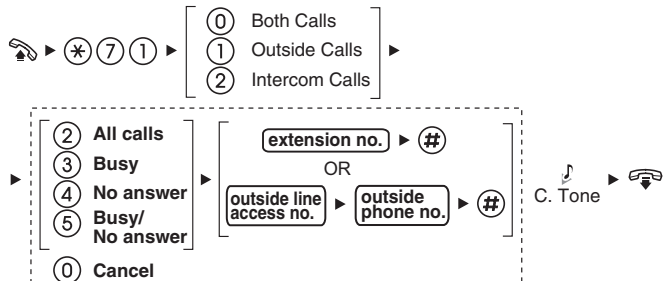 0 Both Calls
* 7 1 1 Outside Calls
2 Intercom Calls
2 All calls
3 Busy
4 No answer
5 Busy/
No answer
0 Cancel
extension no. #
OR
outside line
access no.
outside
phone no. #
C. Tone